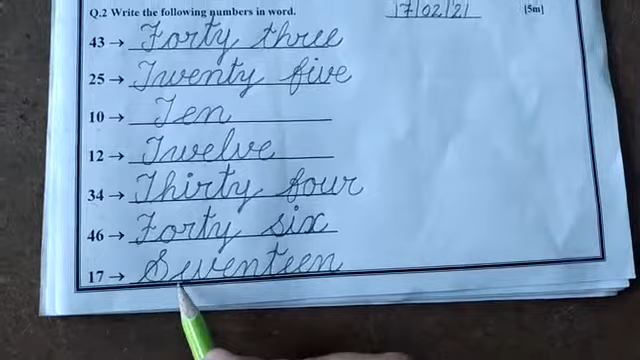 Q.2 Write the following numbers in word. 17/02/21 [5m]
43 → Forty three
25 → Twenty five
10 → Ten
12 → Twelve
34 → Thirty four
46 → Forty six
17 → Seventeen